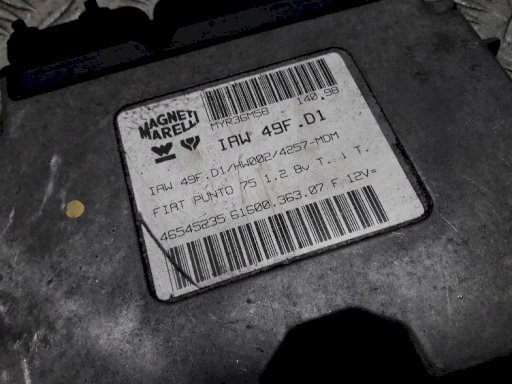 MAGNETI
MARELLI
MYR36M58 140.98
IAW 49F.D1
IAW 49F.D1/HW002/4257-MDM
FIAT PUNTO 75 1.2 8v T. i T.
46545235 61600.363.07 F 12V=